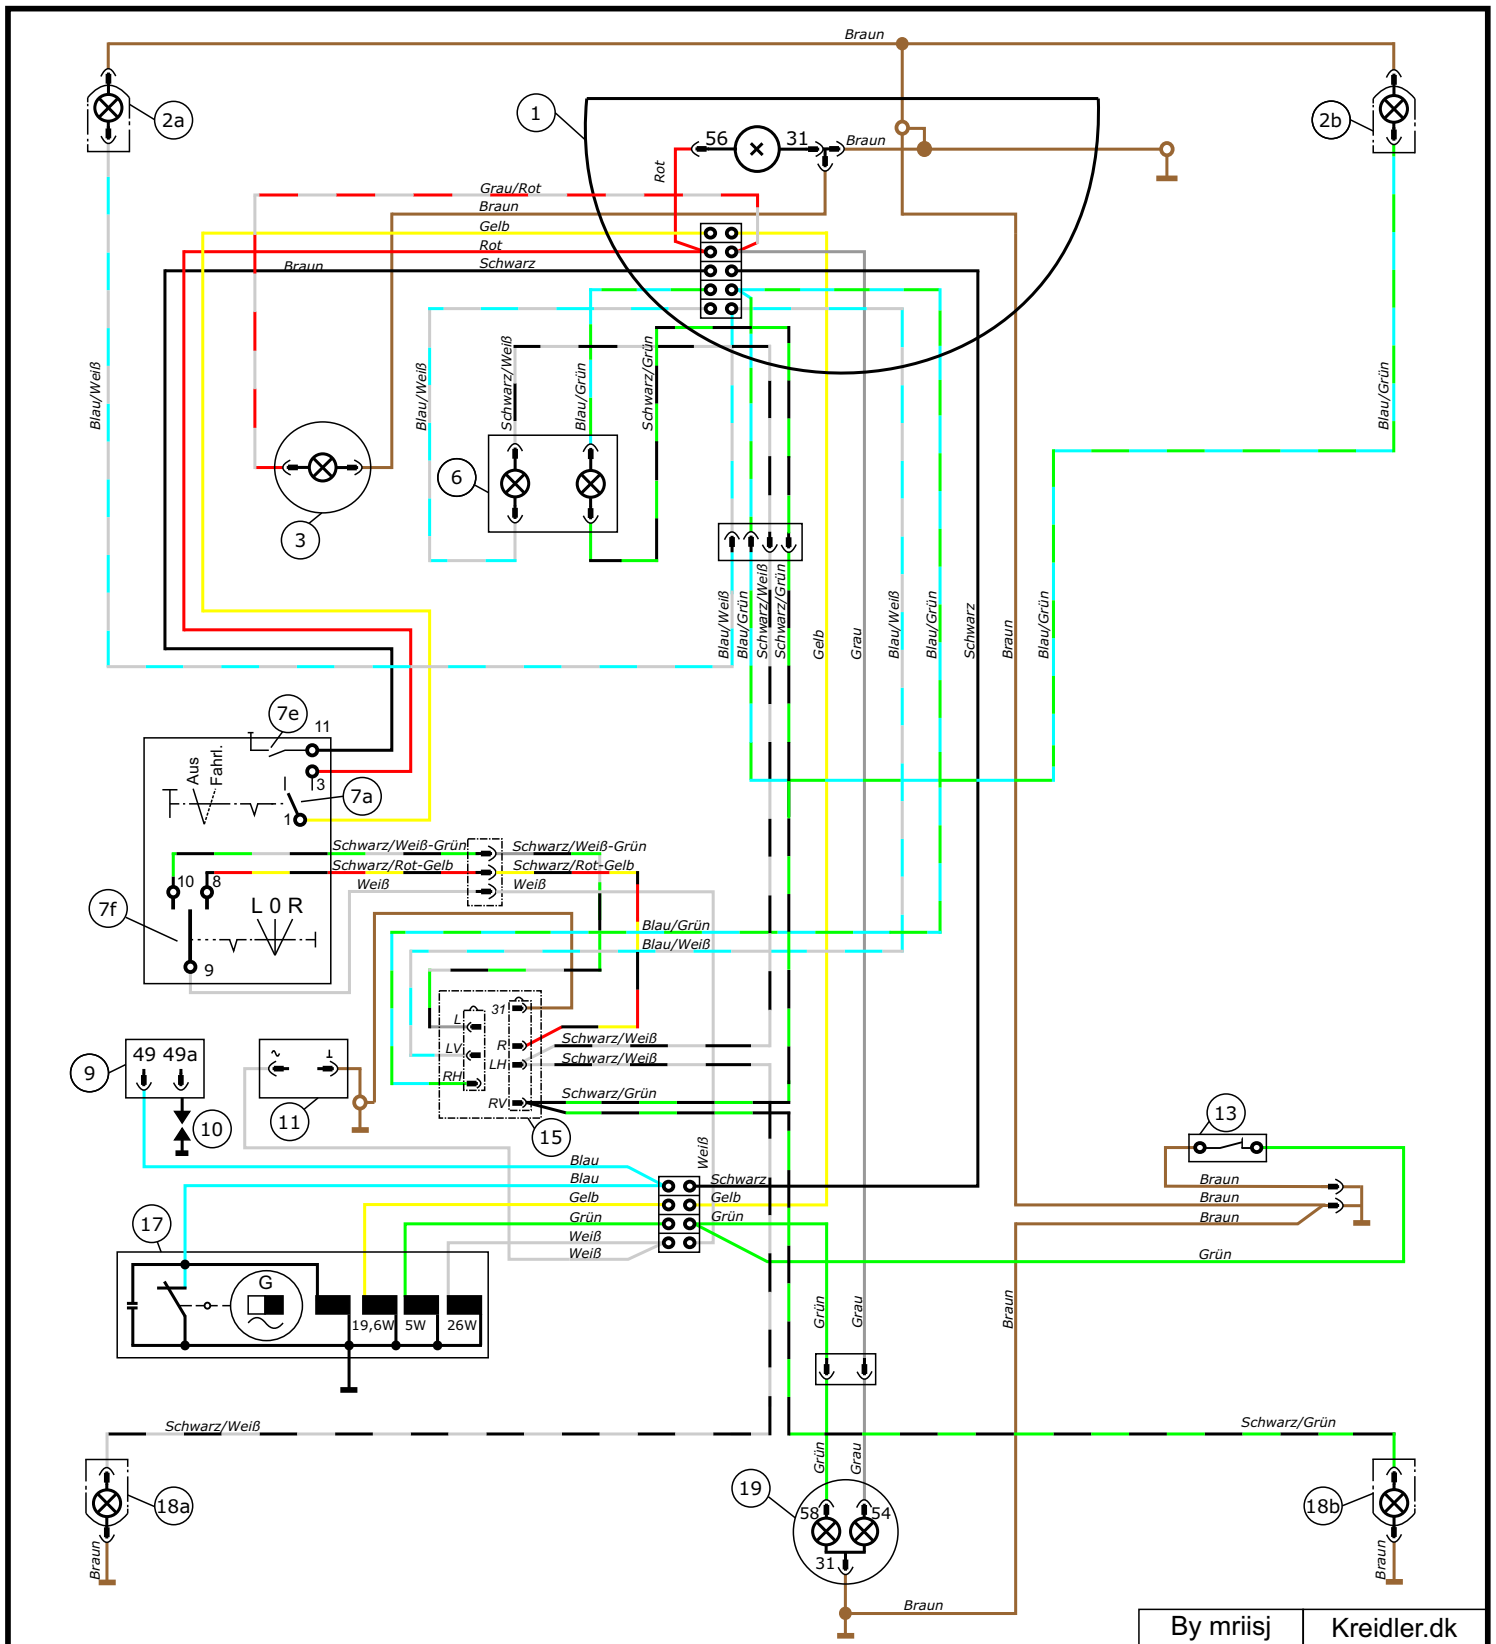 Braun
2a
1
56
31
Braun
2b
Rot
Grau/Rot
Braun
Gelb
Rot
Braun
Schwarz
Blau/Weiß
Blau/Weiß
Schwarz/Weiß
Blau/Grün
Schwarz/Grün
Blau/Grün
6
3
Blau/Weiß
Blau/Grün
Schwarz/Weiß
Schwarz/Grün
Gelb
Grau
Blau/Weiß
Blau/Grün
Schwarz
Braun
Blau/Grün
7e
11
Aus
Fahrl.
3
7a
1
Schwarz/Weiß-Grün
Schwarz/Weiß-Grün
Schwarz/Rot-Gelb
Schwarz/Rot-Gelb
Weiß
Weiß
10
8
L 0 R
7f
9
Blau/Grün
Blau/Weiß
31
L
R
Schwarz/Weiß
LV
LH
Schwarz/Weiß
RH
RV
Schwarz/Grün
15
9
49 49a
10
~
11
13
Weiß
Blau
Blau
Schwarz
Gelb
Gelb
Grün
Grün
Weiß
Weiß
Braun
Braun
Braun
Grün
17
G
19,6W
5W
26W
Grün
Grau
Braun
Schwarz/Weiß
Schwarz/Grün
Grün
Grau
18a
19
58
54
31
18b
Braun
Braun
Braun
By mriisj
Kreidler.dk